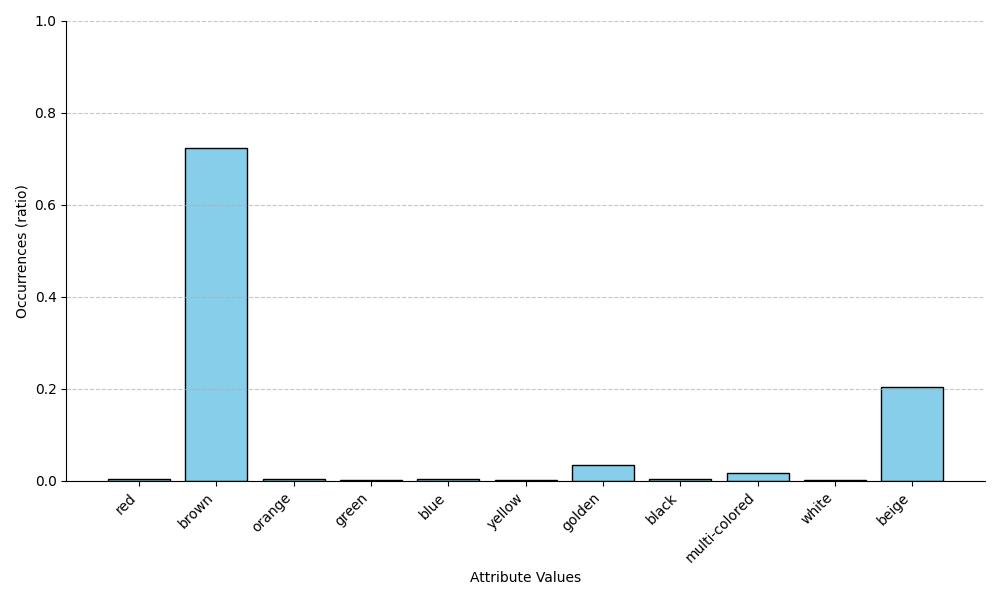 1.0
0.8
0.6
0.4
0.2
0.0
Occurrences (ratio)
red
brown
orange
green
blue
yellow
golden
black
multi-colored
white
beige
Attribute Values